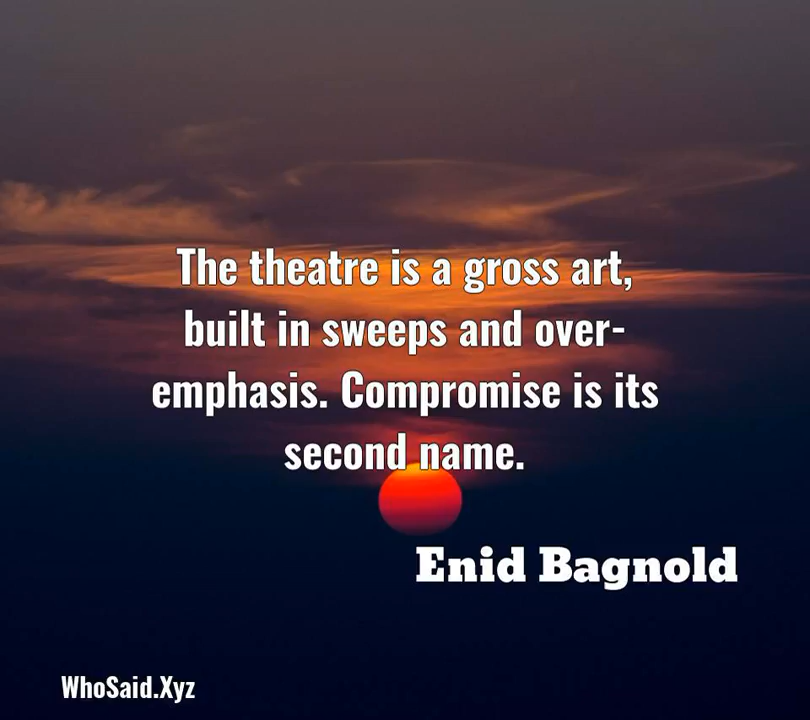 The theatre is a gross art,
built in sweeps and over-
emphasis. Compromise is its
second name.
Enid Bagnold
WhoSaid.Xyz